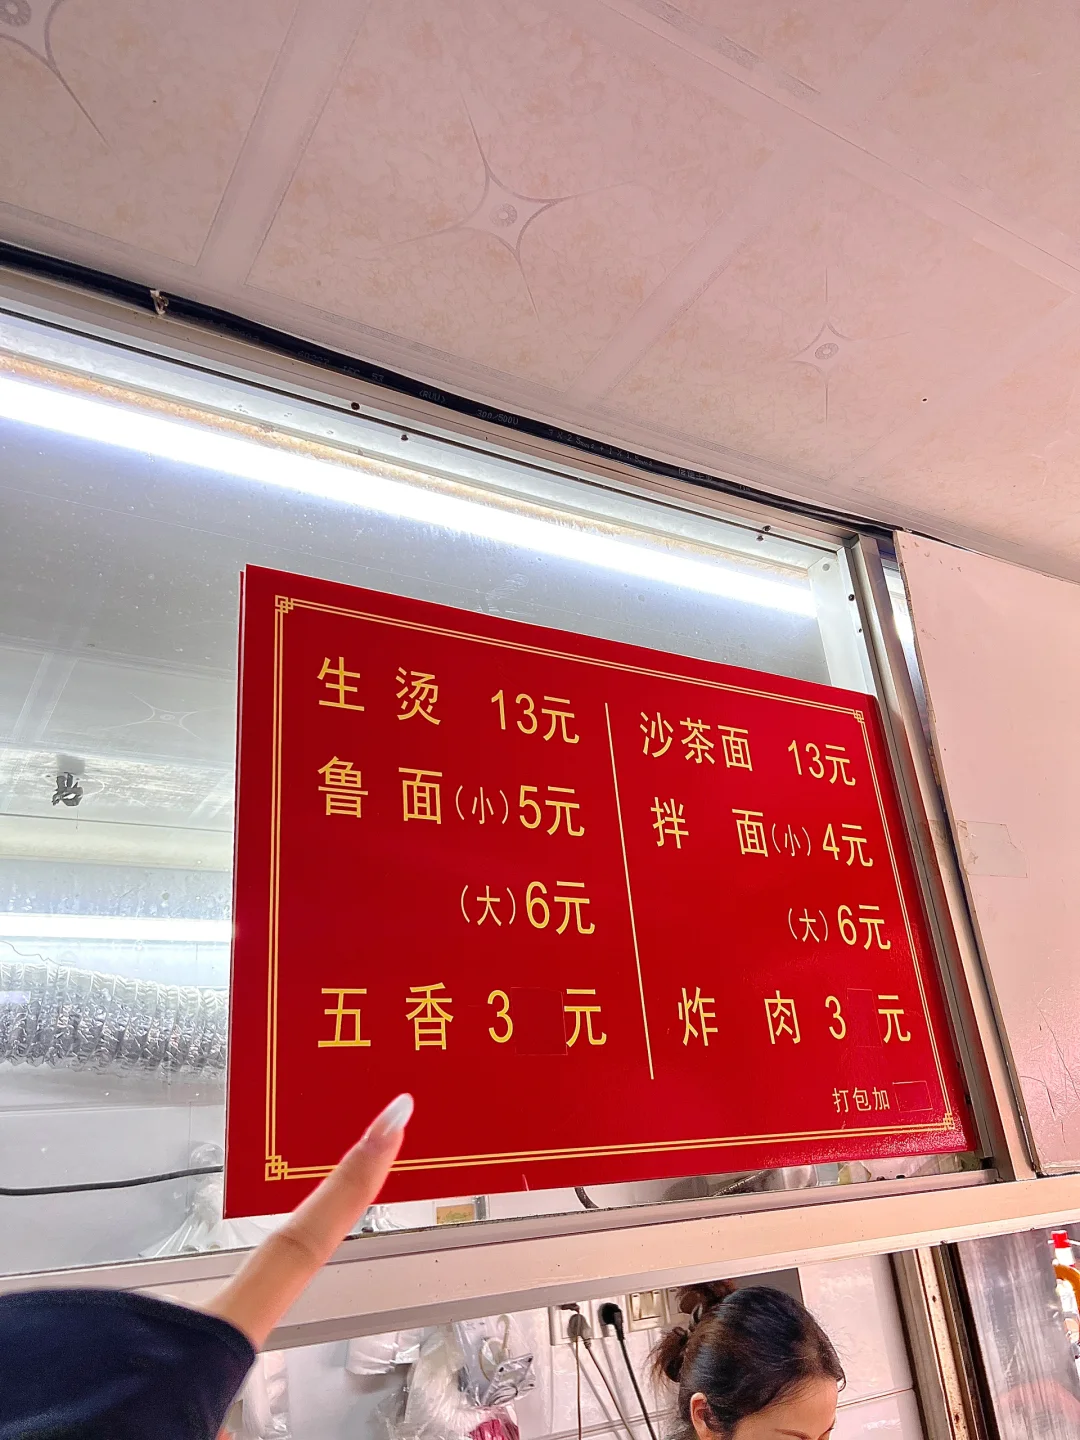 300/500V
生烫 13元
鲁面(小)5元
(大)6元
五香 3 元
沙茶面 13元
拌面(小)4元
(大)6元
炸肉 3 元
打包加